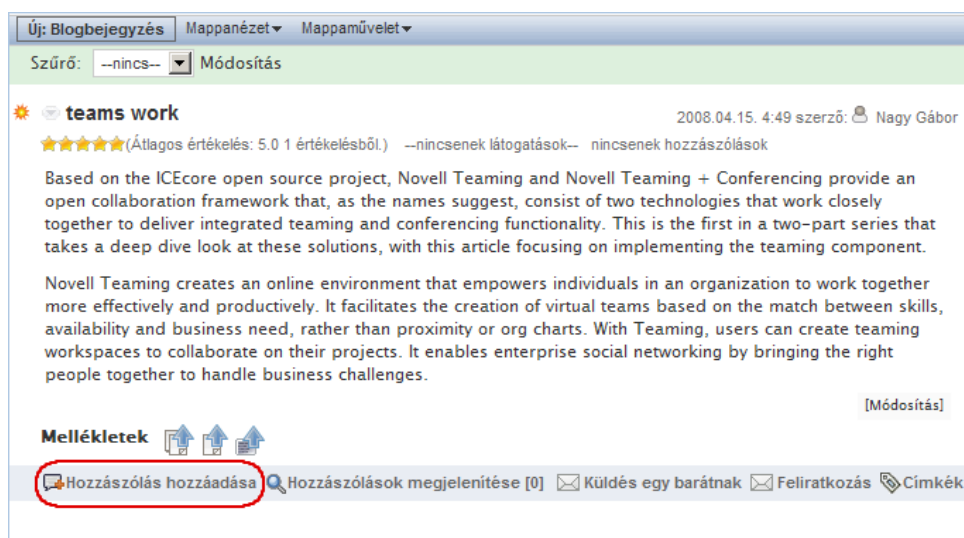 Új: Blogbejegyzés Mappanézet Mappaművelet
Szűrő: --nincs-- Módosítás
teams work 2008.04.15. 4:49 szerző: Nagy Gábor
(Átlagos értékelés: 5.0 1 értékelésből.) --nincsenek látogatások-- nincsenek hozzászólások
Based on the ICEcore open source project, Novell Teaming and Novell Teaming + Conferencing provide an
open collaboration framework that, as the names suggest, consist of two technologies that work closely
together to deliver integrated teaming and conferencing functionality. This is the first in a two-part series that
takes a deep dive look at these solutions, with this article focusing on implementing the teaming component.
Novell Teaming creates an online environment that empowers individuals in an organization to work together
more effectively and productively. It facilitates the creation of virtual teams based on the match between skills,
availability and business need, rather than proximity or org charts. With Teaming, users can create teaming
workspaces to collaborate on their projects. It enables enterprise social networking by bringing the right
people together to handle business challenges.
[Módosítás]
Mellékletek
Hozzászólás hozzáadása Hozzászólások megjelenítése [0] Küldés egy barátnak Feliratkozás Címkék